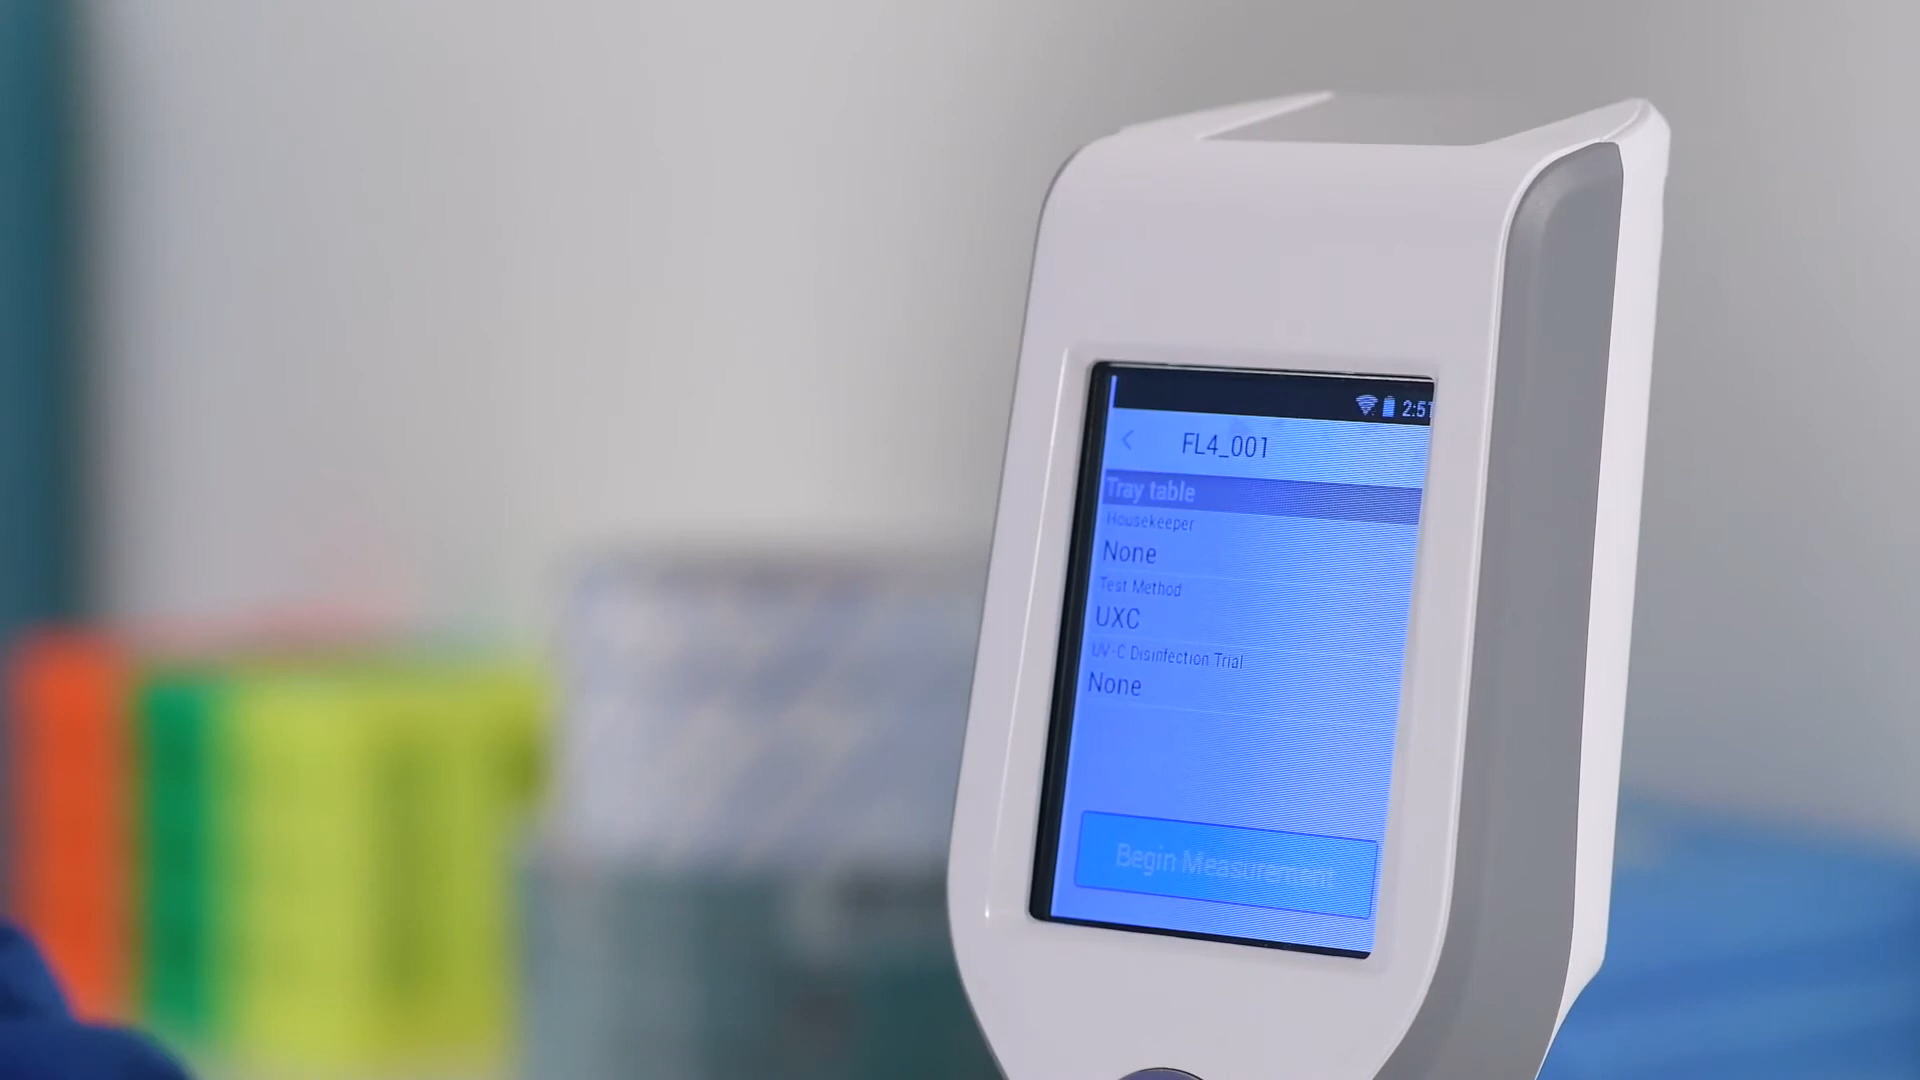 2:51
FL4_001
Tray table
Housekeeper
None
Test Method
UXC
UV-C Disinfection Trial
None
Begin Measurement